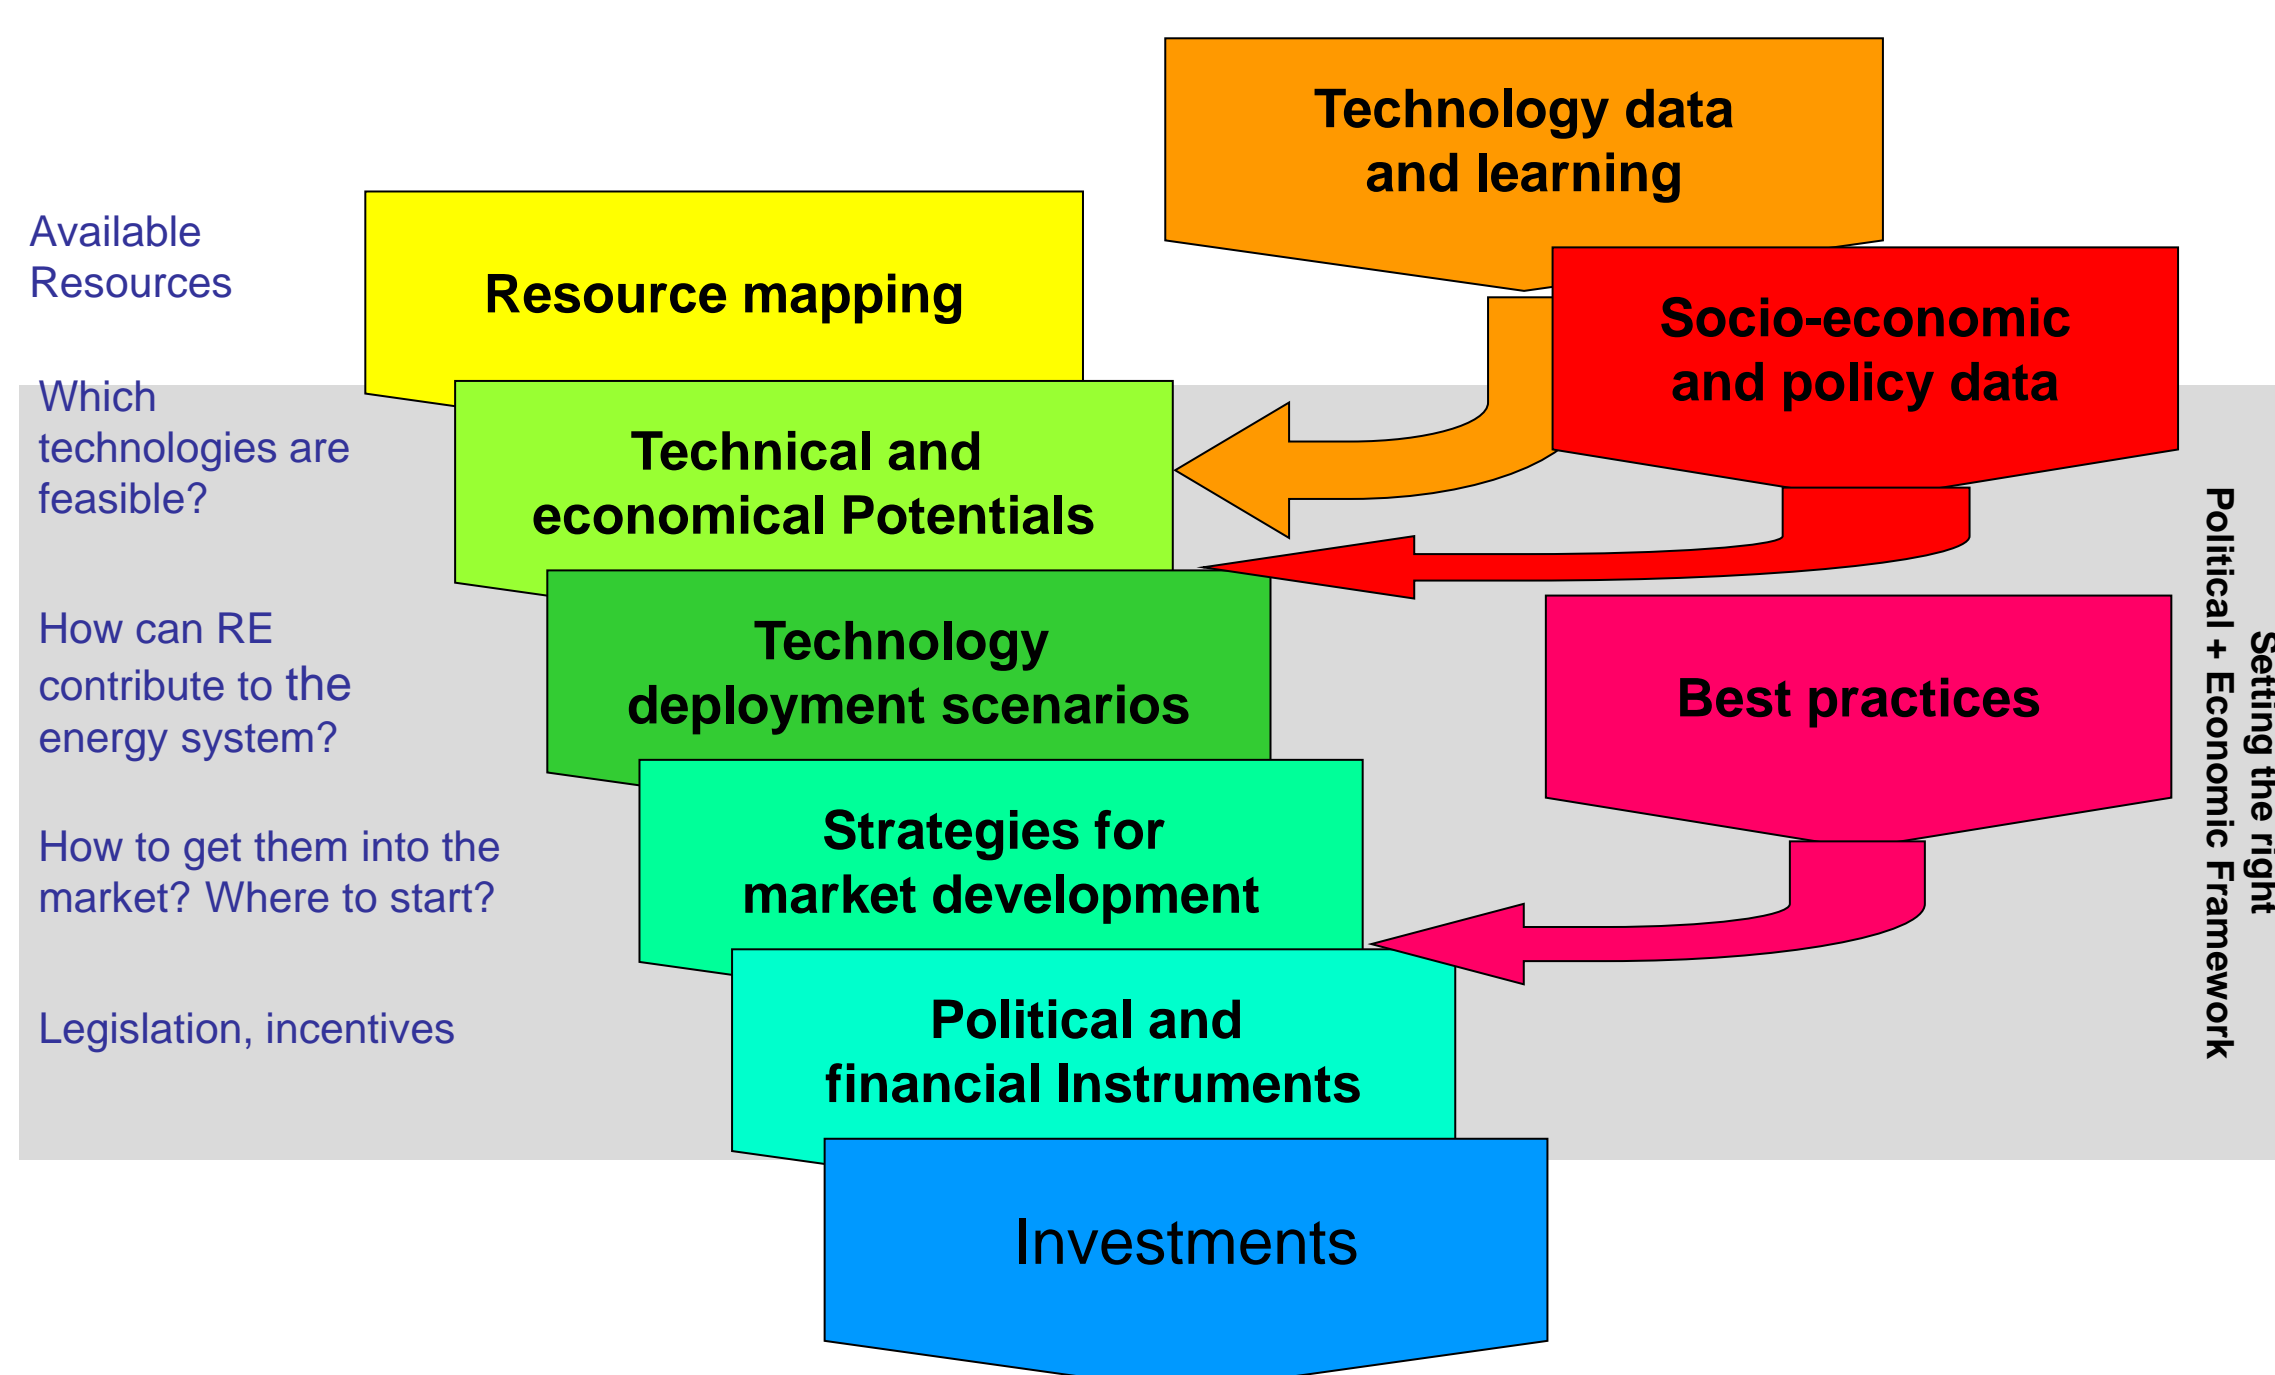 Technology data
and learning
Available
Resources
Resource mapping
Socio-economic
and policy data
Which
technologies are
feasible?
Technical and
economical Potentials
How can RE
contribute to the
energy system?
Technology
deployment scenarios
Best practices
Setting the right
Political + Economic Framework
How to get them into the
market? Where to start?
Strategies for
market development
Legislation, incentives
Political and
financial Instruments
Investments